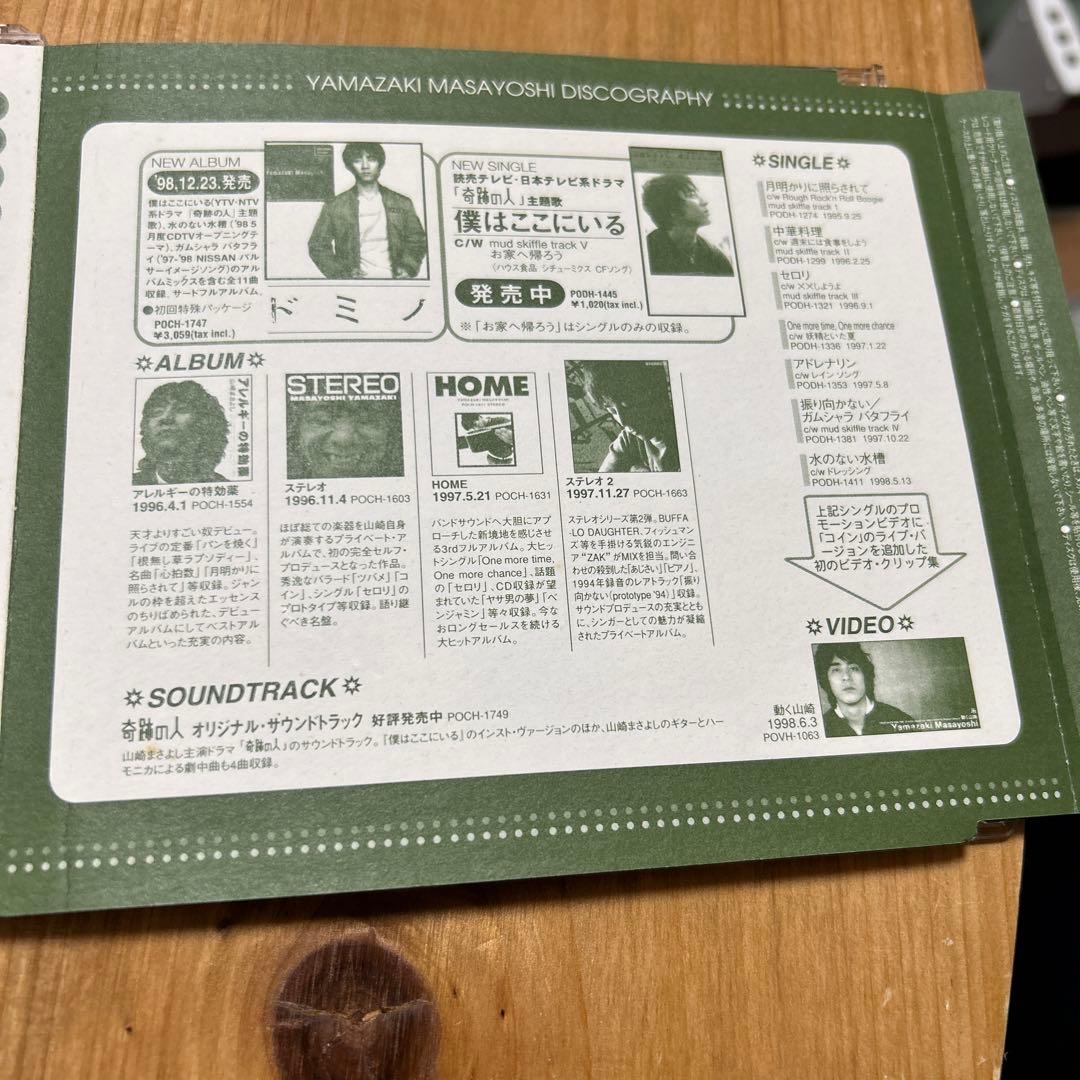 YAMAZAKI MASAYOSHI DISCOGRAPHY
NEW ALBUM
'98.12.23.発売
僕はここにいる(YTV・NTV
系ドラマ「奇跡の人」主題
歌)、水のない水槽('98 5
月度CDTVオープニングテ
ーマ)、ガムシャラ バタフラ
イ('97-'98 NISSAN パル
サーイメージソング)のアル
バムミックスを含む全11曲
収録。サードフルアルバム。
●初回特殊パッケージ
POCH-1747
¥3,059(tax incl.)
ドミノ
NEW SINGLE
読売テレビ・日本テレビ系ドラマ
「奇跡の人」主題歌
僕はここにいる
C/W mud skiffle track V
お家へ帰ろう
(ハウス食品 シチューミクス CFソング)
発売中
PODH-1445
¥1,020(tax incl.)
※「お家へ帰ろう」はシングルのみの収録。
ALBUM
アレルギーの特効薬
STEREO
MASAYOSHI YAMAZAKI
HOME
アレルギーの特効薬
1996.4.1 POCH-1554
天才よりすごい奴デビュー。
ライブの定番「パンを焼く」
「根無し草ラプソディー」、
名曲「心拍数」「月明かりに
照らされて」等収録。ジャン
ルの枠を超えたエッセンス
のちりばめられた、デビュー
アルバムにしてベストアル
バムといった充実の内容。
ステレオ
1996.11.4 POCH-1603
ほぼ総ての楽器を山崎自身
が演奏するプライベート・ア
ルバムで、初の完全セルフ・
プロデュースとなった作品。
秀逸なバラード「ツバメ」「コ
イン」、シングル「セロリ」の
プロトタイプ等収録。語り継
ぐべき名盤。
HOME
1997.5.21 POCH-1631
バンドサウンドへ大胆にアプ
ローチした新境地を感じさせ
る3rdフルアルバム。大ヒッ
トシングル「One more time,
One more chance」、話題
の「セロリ」、CD収録が望
まれていた「ヤサ男の夢」「ベ
ンジャミン」等々収録。今な
おロングセールスを続ける
大ヒットアルバム。
ステレオ 2
1997.11.27 POCH-1663
ステレオシリーズ第2弾。BUFFA-
LO DAUGHTER、フィッシュマン
ズ等を手掛ける気鋭のエンジニ
ア"ZAK"がMIXを担当。問い合
わせの殺到した「あじさい」「ピアノ」、
1994年録音のレアトラック「振り
向かない(prototype '94)」収録。
サウンドプロデュースの充実とと
もに、シンガーとしての魅力が凝縮
されたプライベートアルバム。
SOUNDTRACK
奇跡の人 オリジナル・サウンドトラック 好評発売中 POCH-1749
山崎まさよし主演ドラマ「奇跡の人」のサウンドトラック。「僕はここにいる」のインスト・ヴァージョンのほか、山崎まさよしのギターとハー
モニカによる劇中曲も4曲収録。
SINGLE
月明かりに照らされて
c/w Rough Rock'n Roll Boogie
mud skiffle track I
PODH-1274 1995.9.25
中華料理
c/w 週末には食事をしよう
mud skiffle track II
PODH-1299 1996.2.25
セロリ
c/w ××しようよ
mud skiffle track III
PODH-1321 1996.9.1
One more time, One more chance
c/w 妖精といた夏
PODH-1336 1997.1.22
アドレナリン
c/w レイン ソング
PODH-1353 1997.5.8
振り向かない/
ガムシャラ バタフライ
c/w mud skiffle track IV
PODH-1381 1997.10.22
水のない水槽
c/w ドレッシング
PODH-1411 1998.5.13
上記シングルのプロ
モーションビデオに
「コイン」のライブ・バ
ージョンを追加した
初のビデオ・クリップ集
VIDEO
動く山崎
1998.6.3
POVH-1063
Yamazaki Masayoshi